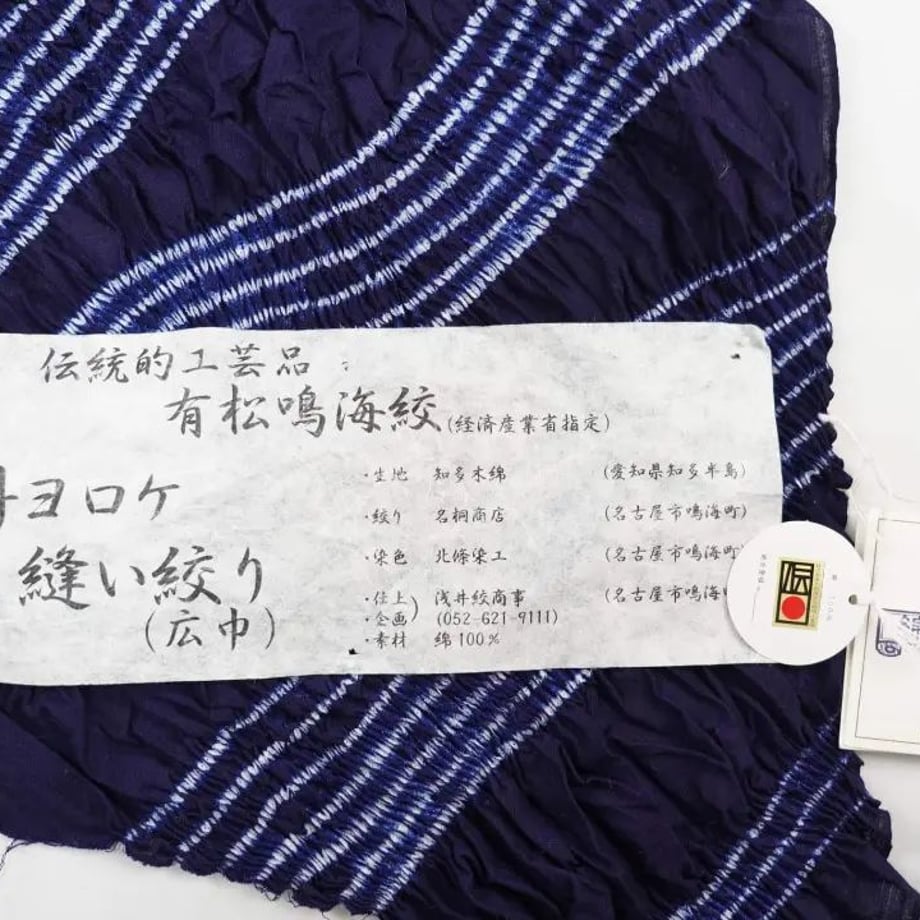 伝統的工芸品:
有松鳴海絞(経済産業省指定)
ヨロケ
縫い絞り
(広巾)
・生地 知多木綿 (愛知県知多半島)
・絞り 名桐商店 (名古屋市鳴海町)
・染色 北條染工 (名古屋市鳴海町)
・仕上 浅井絞商事 (名古屋市鳴海
・企画) (052-621-9111)
・素材 綿100%
伝